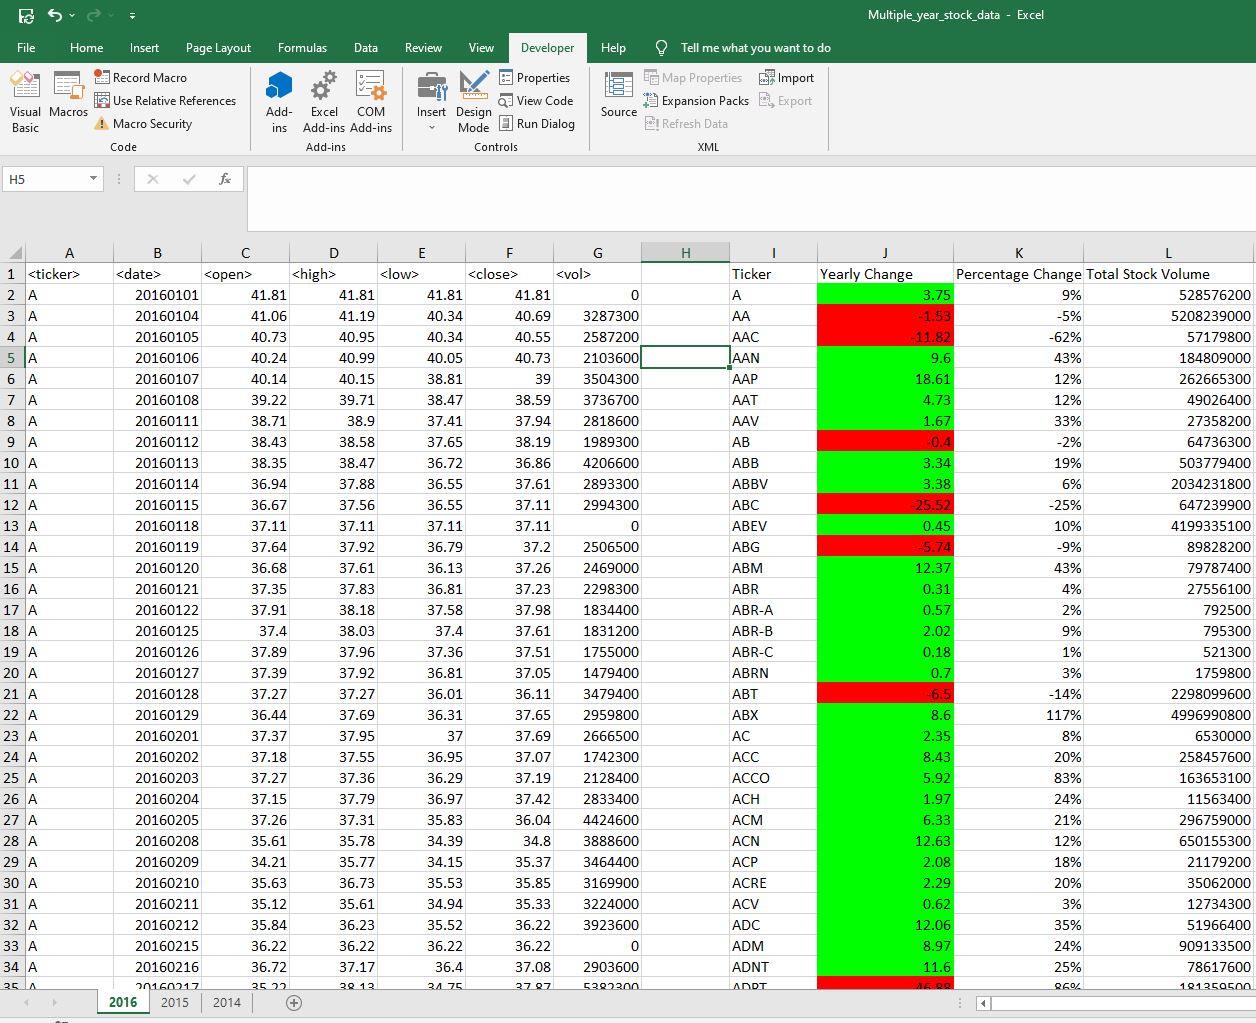 Multiple_year_stock_data - Excel
File Home Insert Page Layout Formulas Data Review View Developer Help Tell me what you want to do
Visual Basic
Macros
Record Macro
Use Relative References
Macro Security
Code
Add-ins
Excel Add-ins
COM Add-ins
Add-ins
Insert
Design Mode
Properties
View Code
Run Dialog
Controls
Source
Map Properties
Expansion Packs
Refresh Data
Import
Export
XML
H5 fx
A B C D E F G H I J K L
1 <ticker> <date> <open> <high> <low> <close> <vol> Ticker Yearly Change Percentage Change Total Stock Volume
2 A 20160101 41.81 41.81 41.81 41.81 0 A 3.75 9% 528576200
3 A 20160104 41.06 41.19 40.34 40.69 3287300 AA -1.53 -5% 5208239000
4 A 20160105 40.73 40.95 40.34 40.55 2587200 AAC -11.82 -62% 57179800
5 A 20160106 40.24 40.99 40.05 40.73 2103600 AAN 9.6 43% 184809000
6 A 20160107 40.14 40.15 38.81 39 3504300 AAP 18.61 12% 262665300
7 A 20160108 39.22 39.71 38.47 38.59 3736700 AAT 4.73 12% 49026400
8 A 20160111 38.71 38.9 37.41 37.94 2818600 AAV 1.67 33% 27358200
9 A 20160112 38.43 38.58 37.65 38.19 1989300 AB -0.4 -2% 64736300
10 A 20160113 38.35 38.47 36.72 36.86 4206600 ABB 3.34 19% 503779400
11 A 20160114 36.94 37.88 36.55 37.61 2893300 ABBV 3.38 6% 2034231800
12 A 20160115 36.67 37.56 36.55 37.11 2994300 ABC -25.52 -25% 647239900
13 A 20160118 37.11 37.11 37.11 37.11 0 ABEV 0.45 10% 4199335100
14 A 20160119 37.64 37.92 36.79 37.2 2506500 ABG -5.74 -9% 89828200
15 A 20160120 36.68 37.61 36.13 37.26 2469000 ABM 12.37 43% 79787400
16 A 20160121 37.35 37.83 36.81 37.23 2298300 ABR 0.31 4% 27556100
17 A 20160122 37.91 38.18 37.58 37.98 1834400 ABR-A 0.57 2% 792500
18 A 20160125 37.4 38.03 37.4 37.61 1831200 ABR-B 2.02 9% 795300
19 A 20160126 37.89 37.96 37.36 37.51 1755000 ABR-C 0.18 1% 521300
20 A 20160127 37.39 37.92 36.81 37.05 1479400 ABRN 0.7 3% 1759800
21 A 20160128 37.27 37.27 36.01 36.11 3479400 ABT -6.5 -14% 2298099600
22 A 20160129 36.44 37.69 36.31 37.65 2959800 ABX 8.6 117% 4996990800
23 A 20160201 37.37 37.95 37 37.69 2666500 AC 2.35 8% 6530000
24 A 20160202 37.18 37.55 36.95 37.07 1742300 ACC 8.43 20% 258457600
25 A 20160203 37.27 37.36 36.29 37.19 2128400 ACCO 5.92 83% 163653100
26 A 20160204 37.15 37.79 36.97 37.42 2833400 ACH 1.97 24% 11563400
27 A 20160205 37.26 37.31 35.83 36.04 4424600 ACM 6.33 21% 296759000
28 A 20160208 35.61 35.78 34.39 34.8 3888600 ACN 12.63 12% 650155300
29 A 20160209 34.21 35.77 34.15 35.37 3464400 ACP 2.08 18% 21179200
30 A 20160210 35.63 36.73 35.53 35.85 3169900 ACRE 2.29 20% 35062000
31 A 20160211 35.12 35.61 34.94 35.33 3224000 ACV 0.62 3% 12734300
32 A 20160212 35.84 36.23 35.52 36.22 3923600 ADC 12.06 35% 51966400
33 A 20160215 36.22 36.22 36.22 36.22 0 ADM 8.97 24% 909133500
34 A 20160216 36.72 37.17 36.4 37.08 2903600 ADNT 11.6 25% 78617600
35 A 20160217 35.22 38.13 34.75 37.87 5382300 ADPT
2016 2015 2014